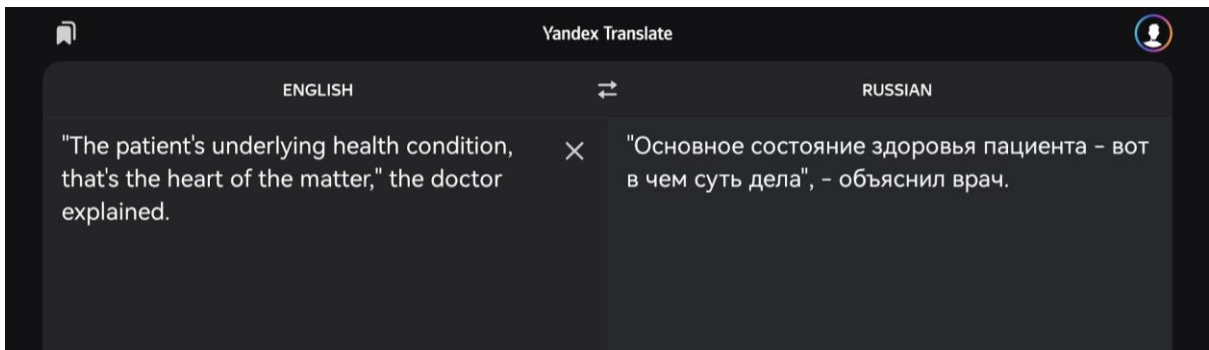 Yandex Translate
ENGLISH
RUSSIAN
"The patient's underlying health condition,
that's the heart of the matter," the doctor
explained.
"Основное состояние здоровья пациента – вот
в чем суть дела", – объяснил врач.